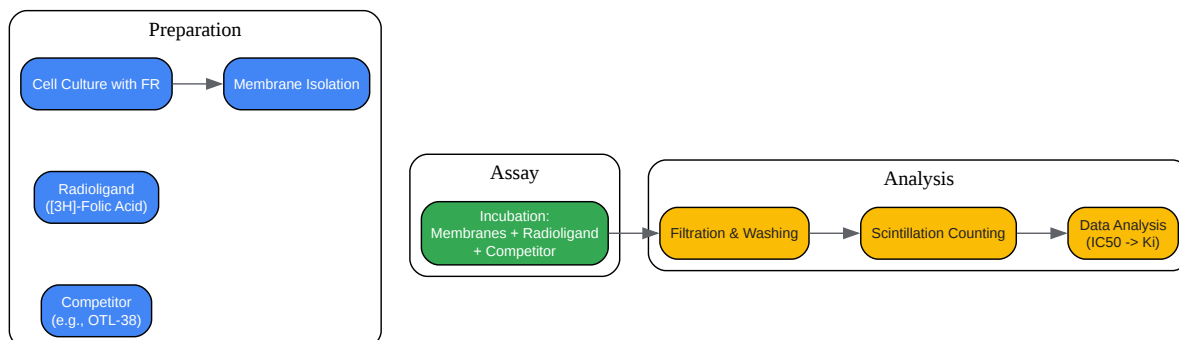 Preparation
Cell Culture with FR
Membrane Isolation
Radioligand
([3H]-Folic Acid)
Competitor
(e.g., OTL-38)
Assay
Incubation:
Membranes + Radioligand
+ Competitor
Analysis
Filtration & Washing
Scintillation Counting
Data Analysis
(IC50 -> Ki)